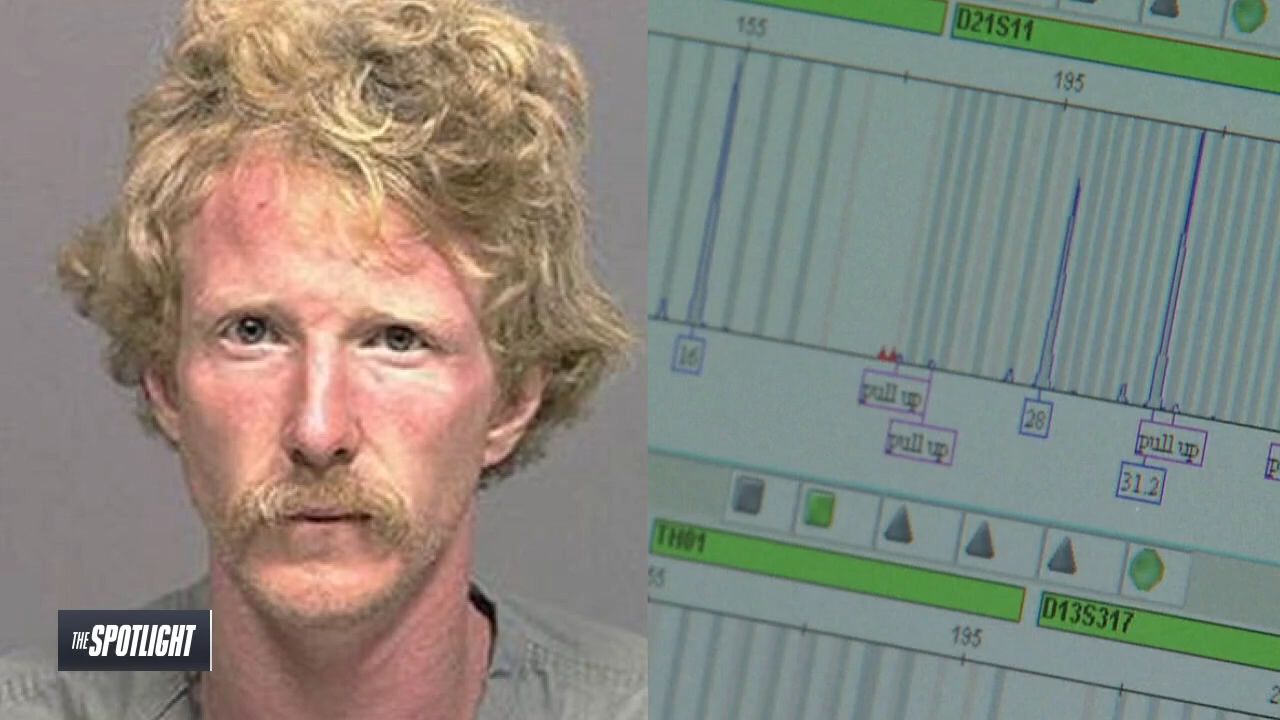 D21S11
155
195
16
pull up
pull up
28
pull up
31.2
TH01
D13S317
195
THE SPOTLIGHT